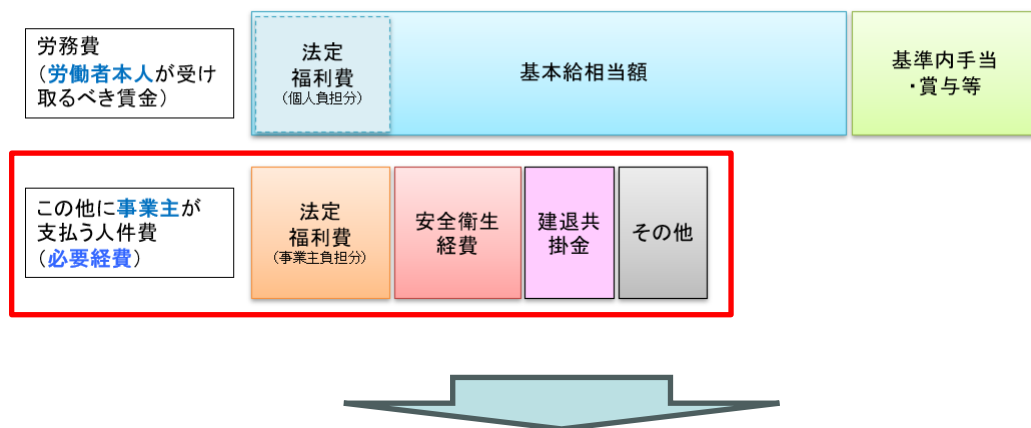 労務費
（労働者本人が受け
取るべき賃金）
法定
福利費
（個人負担分）
基本給相当額
基準内手当
・賞与等
この他に事業主が
支払う人件費
（必要経費）
法定
福利費
（事業主負担分）
安全衛生
経費
建退共
掛金
その他